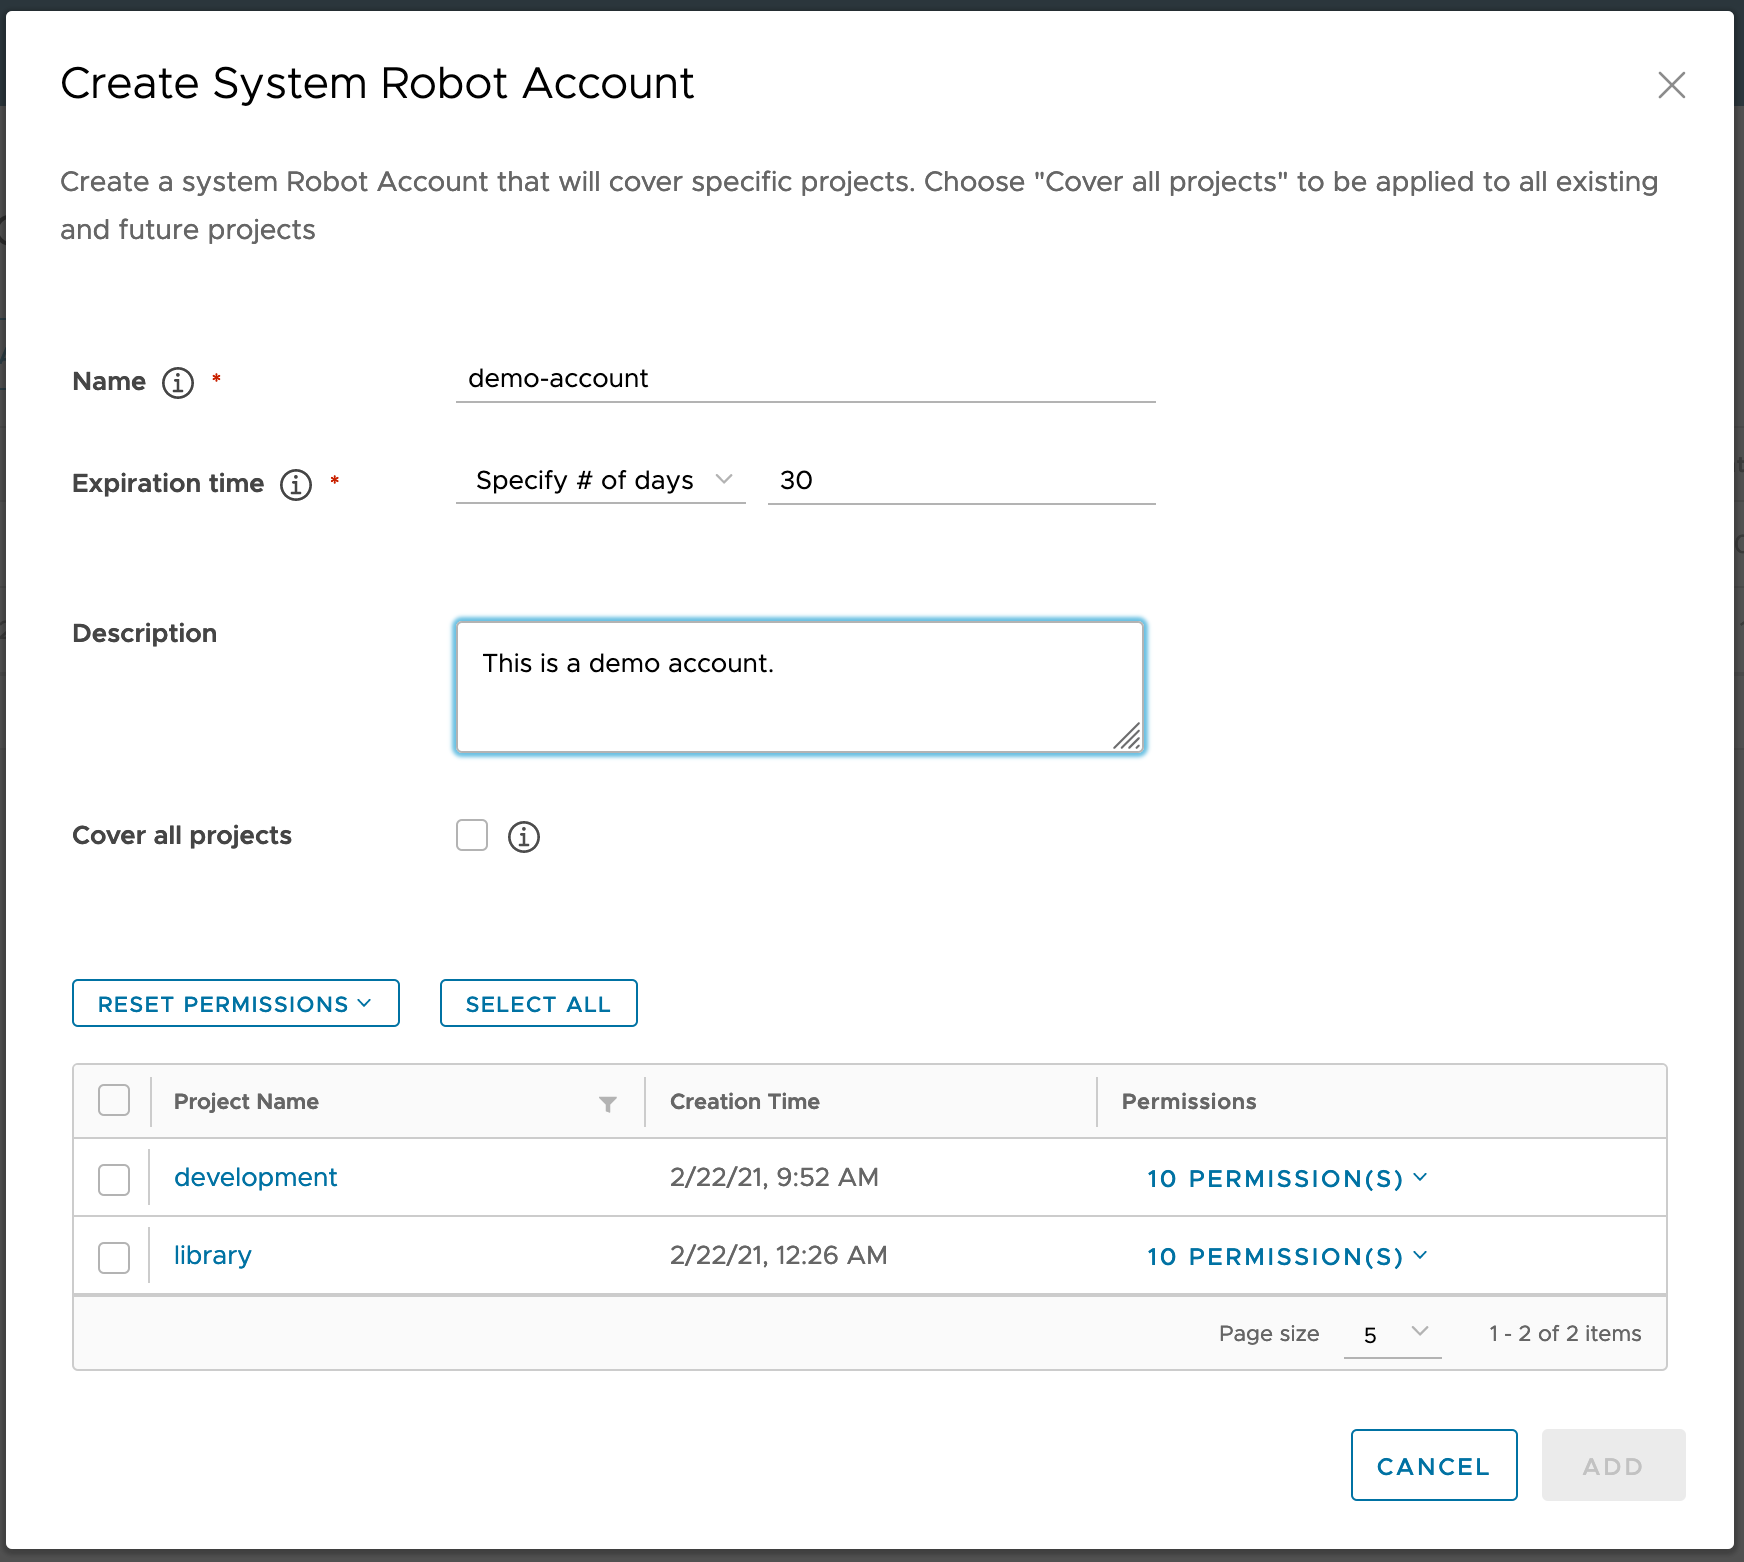 Create System Robot Account
Create a system Robot Account that will cover specific projects. Choose "Cover all projects" to be applied to all existing
and future projects
Name *
demo-account
Expiration time *
Specify # of days
30
Description
This is a demo account.
Cover all projects
RESET PERMISSIONS
SELECT ALL
Project Name
Creation Time
Permissions
development
2/22/21, 9:52 AM
10 PERMISSION(S)
library
2/22/21, 12:26 AM
10 PERMISSION(S)
Page size
5
1 - 2 of 2 items
CANCEL
ADD